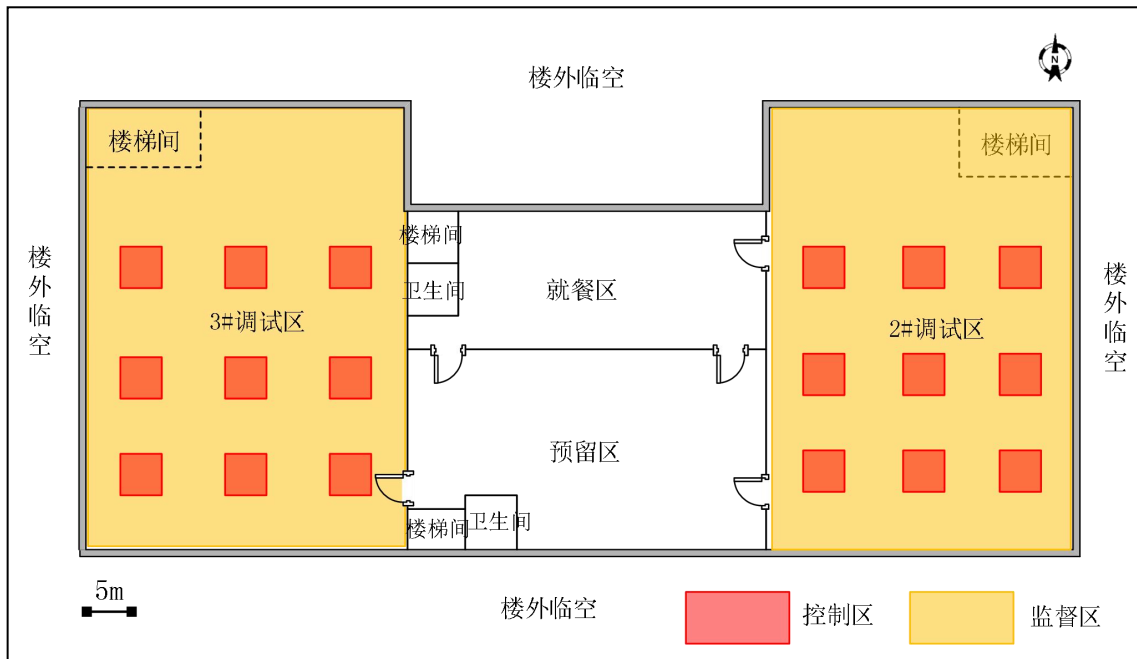 N
楼外临空
楼梯间
楼梯间
楼梯间
卫生间
就餐区
楼外临空
楼外临空
3#调试区
2#调试区
预留区
楼梯间
卫生间
5m
楼外临空
控制区
监督区